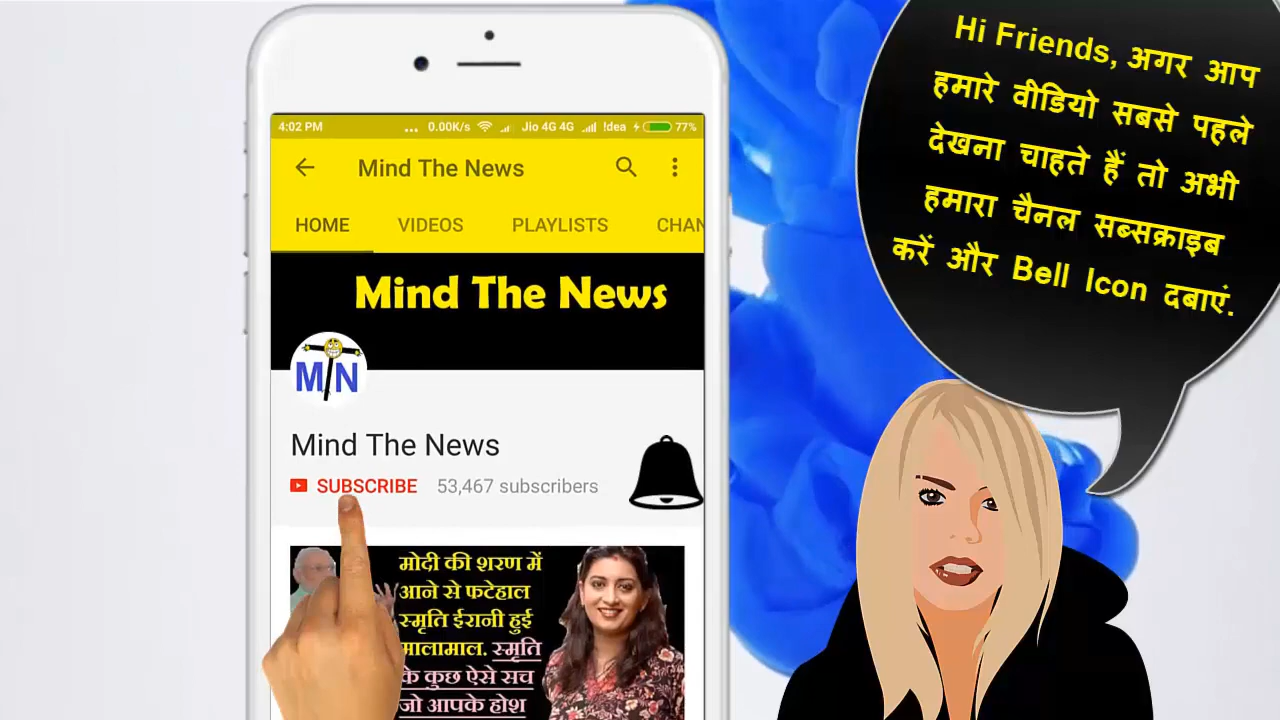 Hi Friends, अगर आप
हमारे वीडियो सबसे पहले
देखना चाहते हैं तो अभी
हमारा चैनल सब्सक्राइब
करें और Bell Icon दबाएं.
4:02 PM ... 0.00K/s Jio 4G 4G !dea 77%
Mind The News
HOME VIDEOS PLAYLISTS CHAN
Mind The News
MN
Mind The News
SUBSCRIBE 53,467 subscribers
मोदी की शरण में
आने से फटेहाल
स्मृति ईरानी हुई
मालामाल. स्मृति
के कुछ ऐसे सच
जो आपके होश